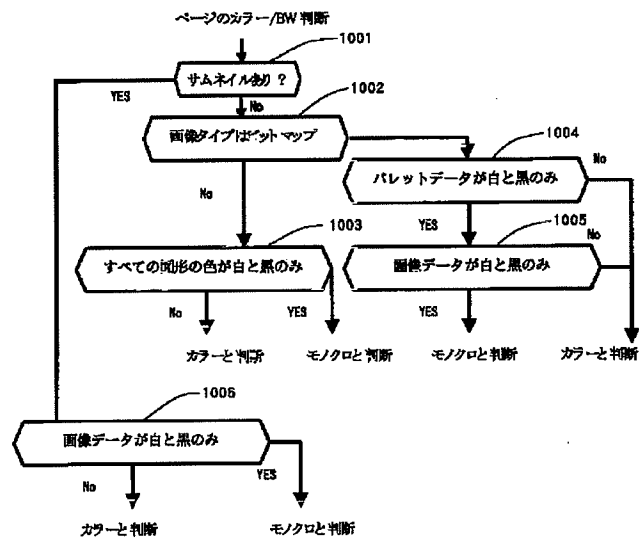 ページのカラー/BW判断
1001
サムネイルあり?
YES
No
1002
画像タイプはビットマップ
1004
No
パレットデータが白と黒のみ
No
YES
1003
1005
No
すべての図形の色が白と黒のみ
画像データが白と黒のみ
No
YES
YES
カラーと判断
モノクロと判断
モノクロと判断
カラーと判断
1006
画像データが白と黒のみ
No
YES
カラーと判断
モノクロと判断